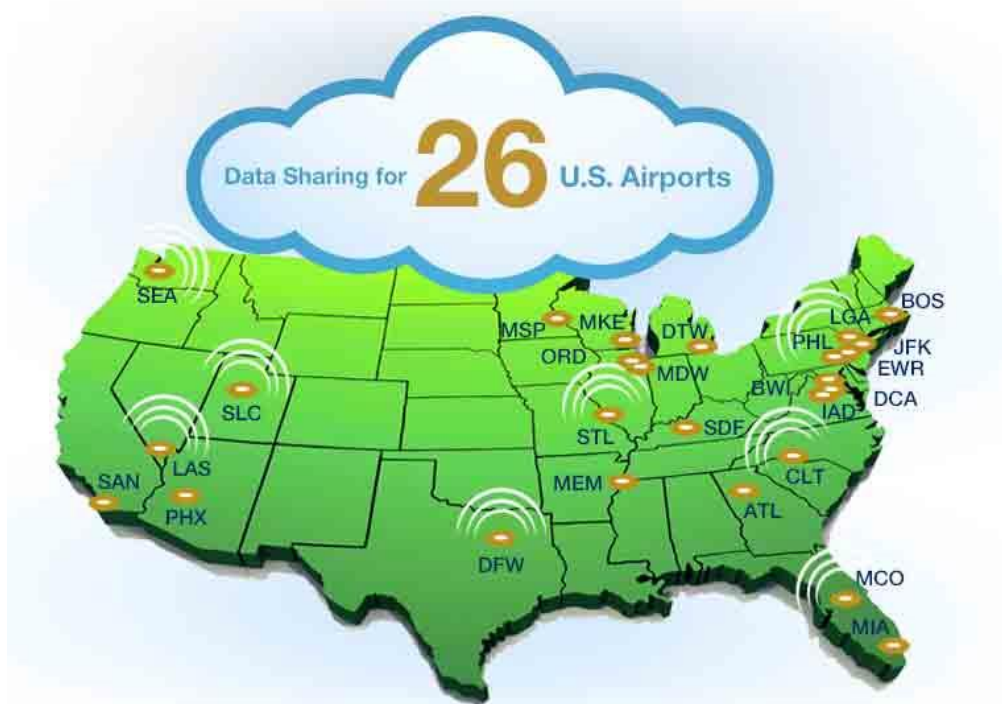 Data Sharing for 26 U.S. Airports
SEA
BOS
LGA
MSP
MKE
DTW
PHL
JFK
ORD
MDW
EWR
BWI
DCA
SLC
IAD
STL
SDF
LAS
CLT
SAN
MEM
PHX
ATL
DFW
MCO
MIA